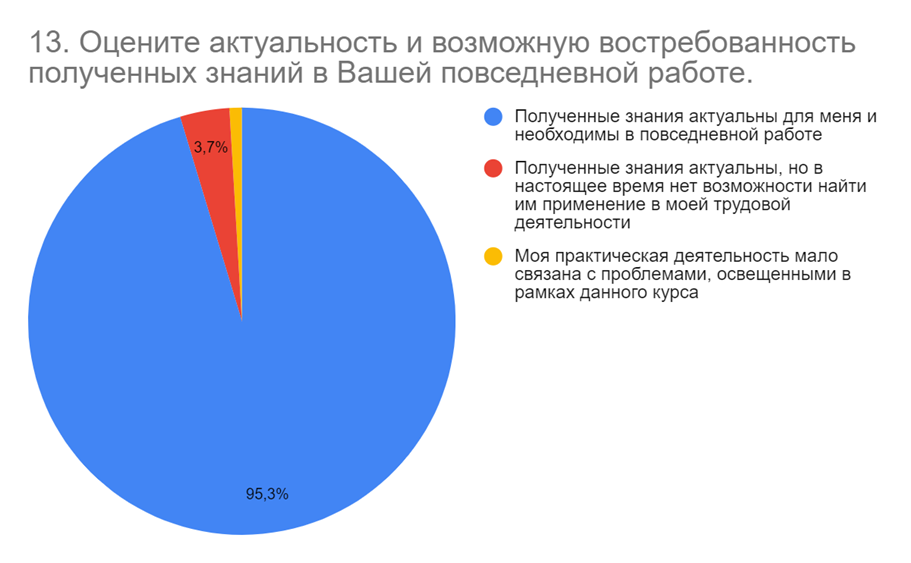 13. Оцените актуальность и возможную востребованность
полученных знаний в Вашей повседневной работе.
3,7%
95,3%
Полученные знания актуальны для меня и
необходимы в повседневной работе
Полученные знания актуальны, но в
настоящее время нет возможности найти
им применение в моей трудовой
деятельности
Моя практическая деятельность мало
связана с проблемами, освещенными в
рамках данного курса